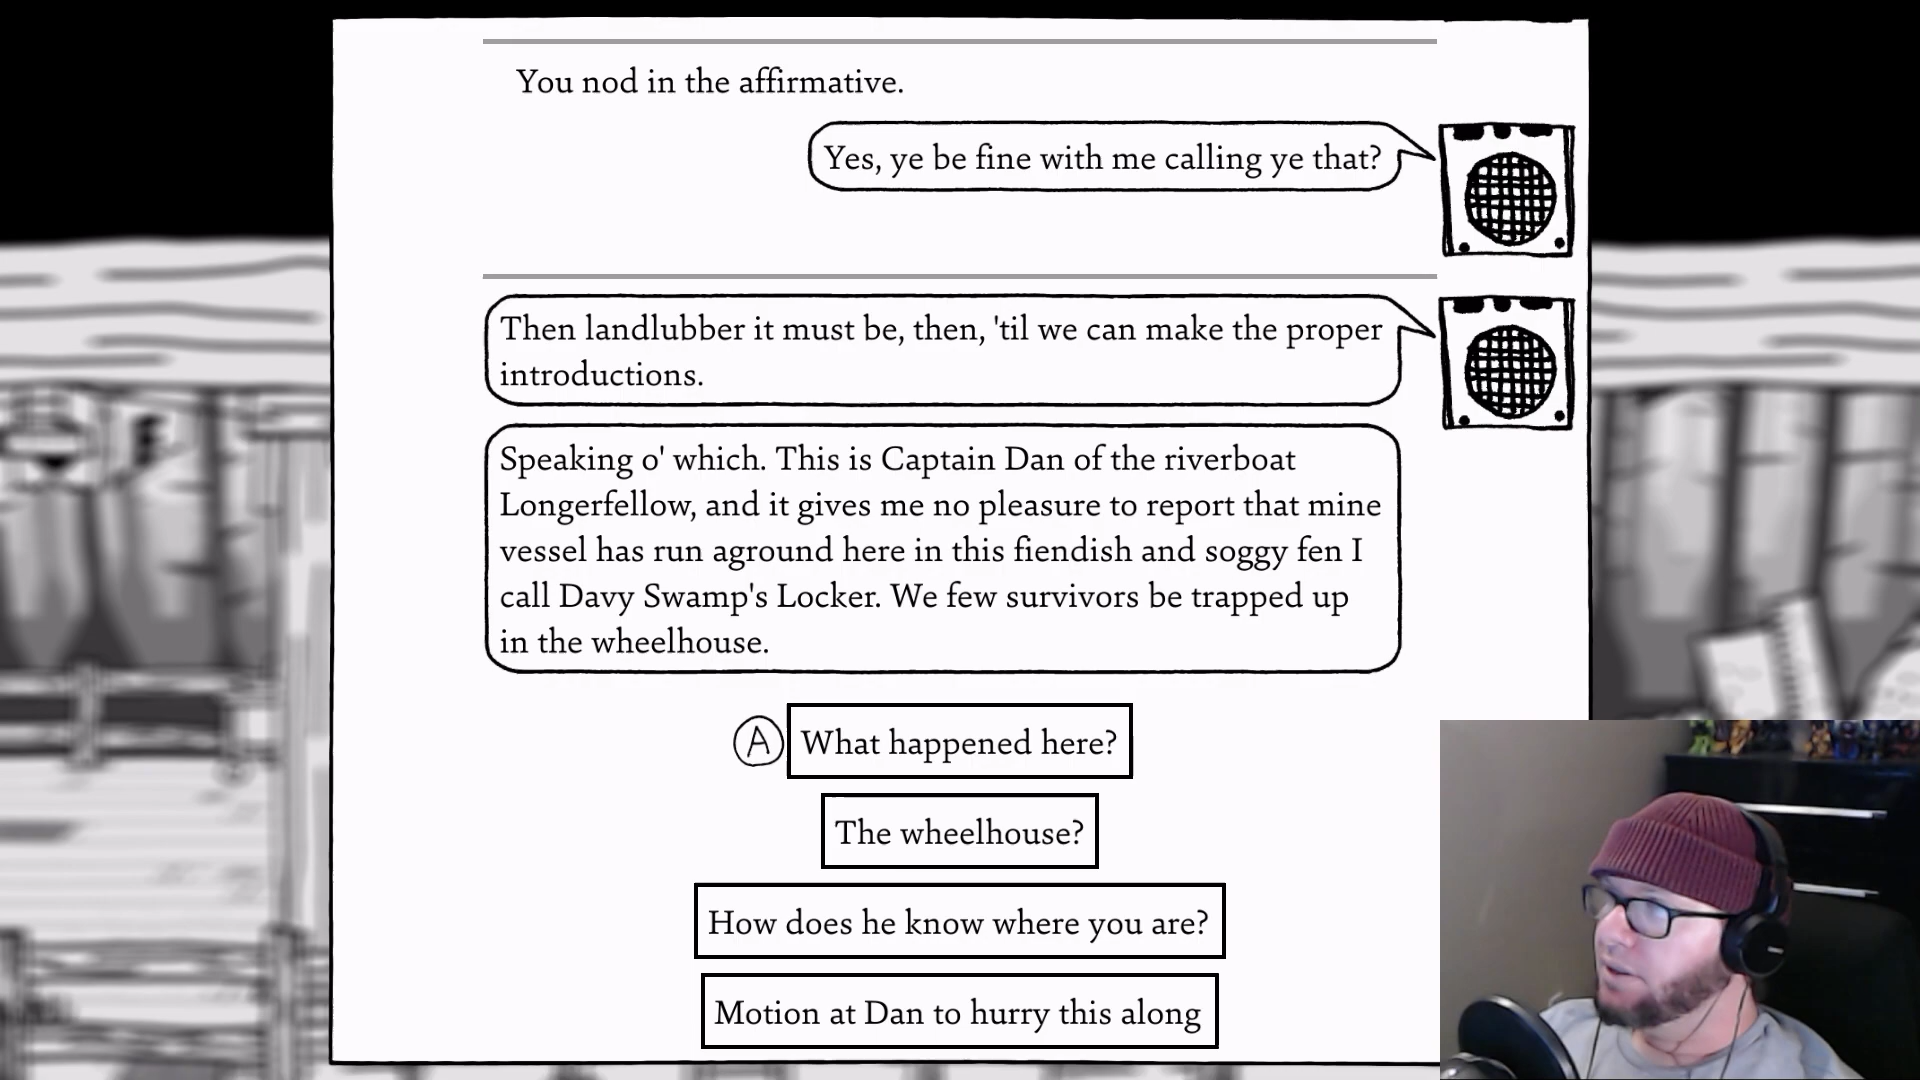 You nod in the affirmative.
Yes, ye be fine with me calling ye that?
Then landlubber it must be, then, 'til we can make the proper
introductions.
Speaking o' which. This is Captain Dan of the riverboat
Longerfellow, and it gives me no pleasure to report that mine
vessel has run aground here in this fiendish and soggy fen I
call Davy Swamp's Locker. We few survivors be trapped up
in the wheelhouse.
A What happened here?
The wheelhouse?
How does he know where you are?
Motion at Dan to hurry this along